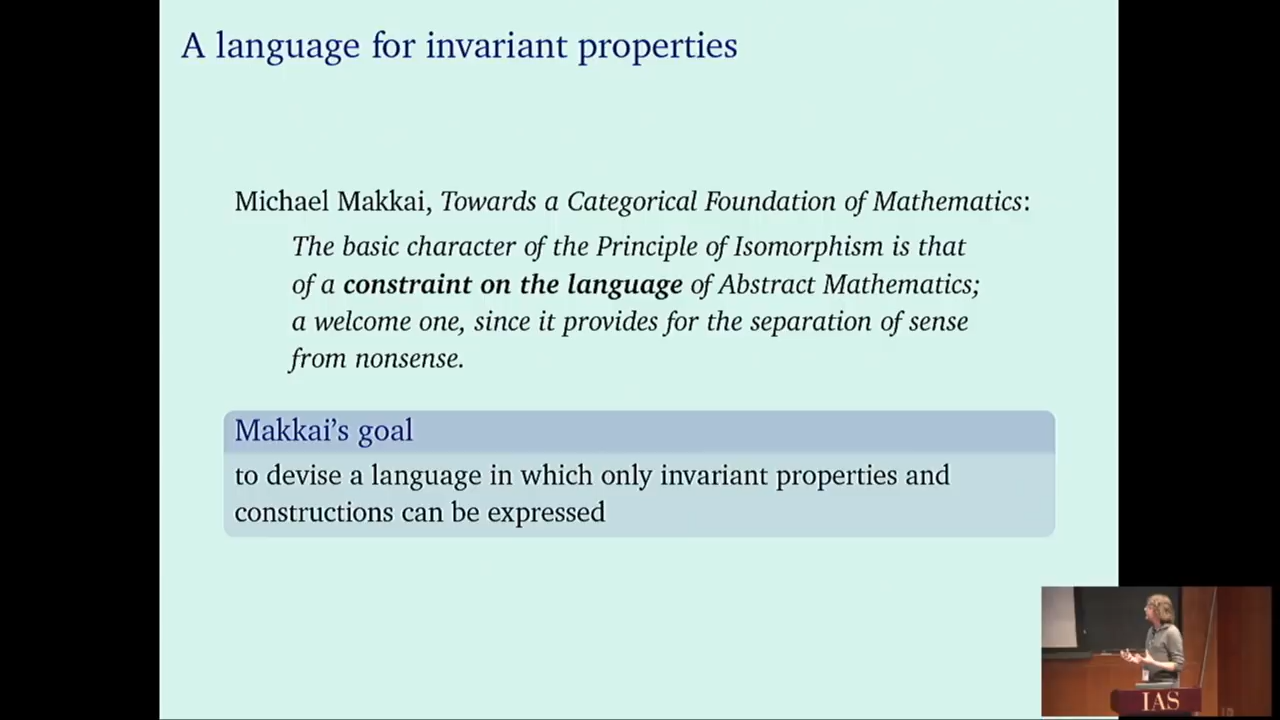 A language for invariant properties
Michael Makkai, Towards a Categorical Foundation of Mathematics:
The basic character of the Principle of Isomorphism is that
of a constraint on the language of Abstract Mathematics;
a welcome one, since it provides for the separation of sense
from nonsense.
Makkai’s goal
to devise a language in which only invariant properties and
constructions can be expressed
IAS